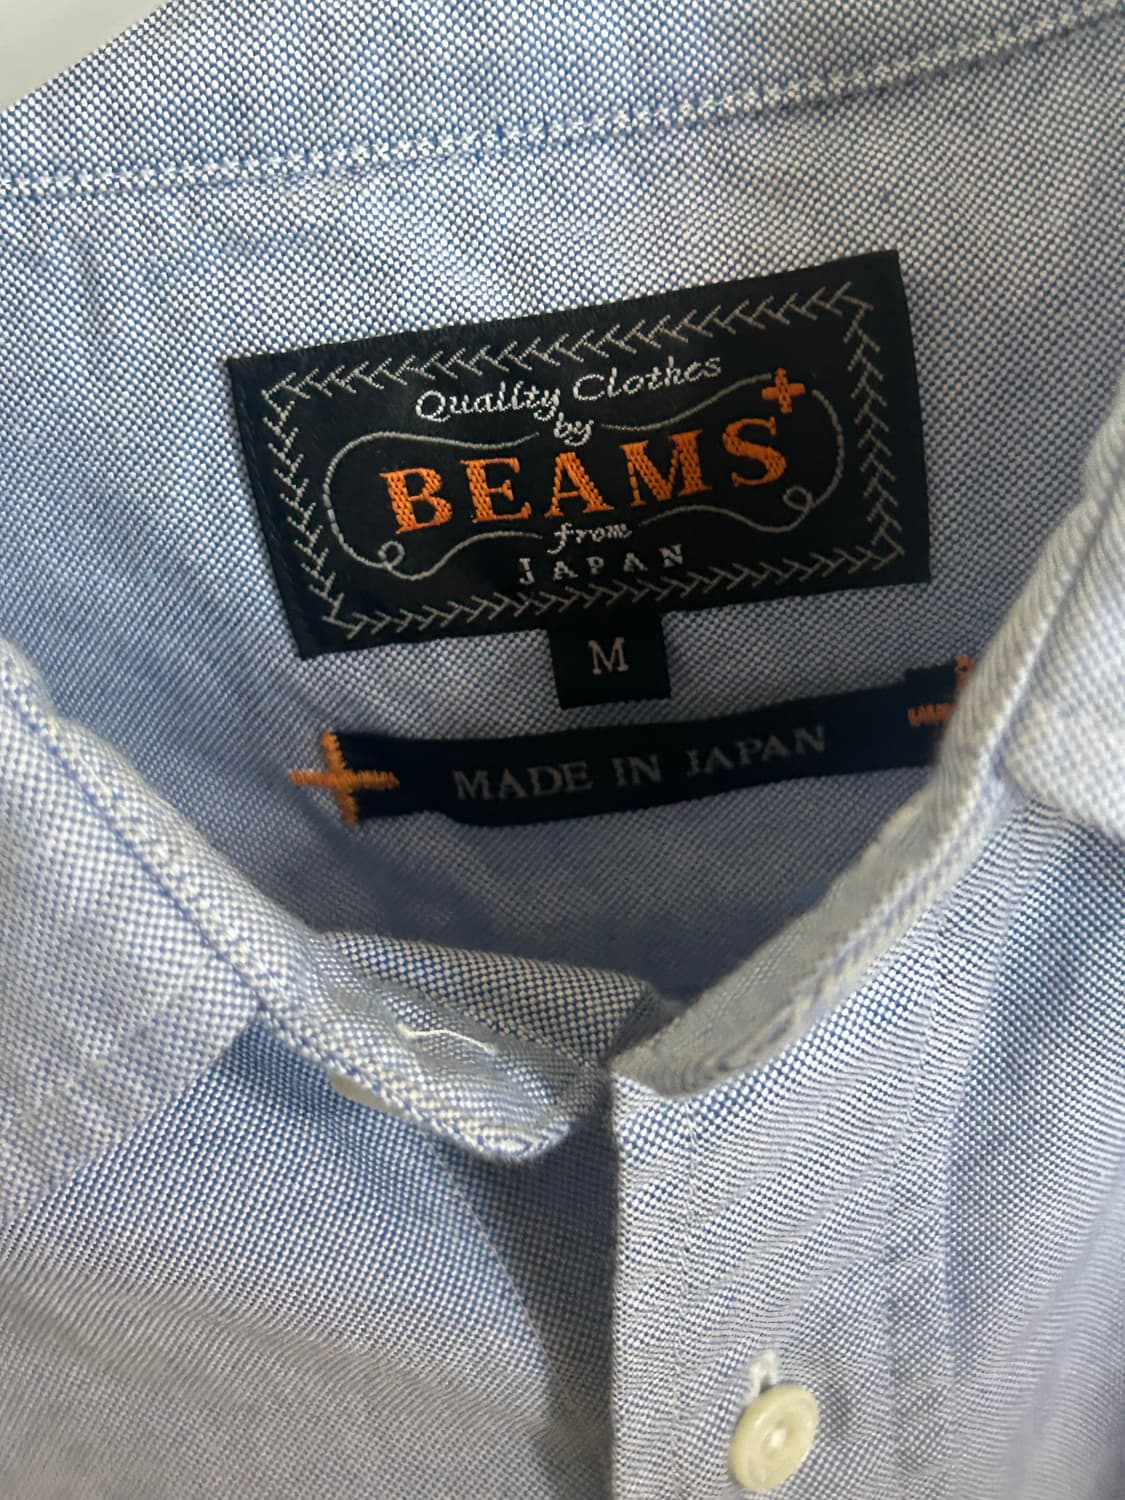 Quality Clothes
by
BEAMS+
from
JAPAN
M
MADE IN JAPAN